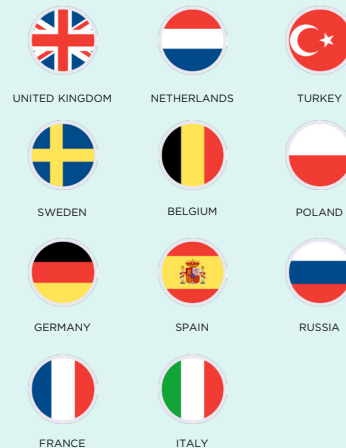 UNITED KINGDOM
NETHERLANDS
TURKEY
SWEDEN
BELGIUM
POLAND
GERMANY
SPAIN
RUSSIA
FRANCE
ITALY